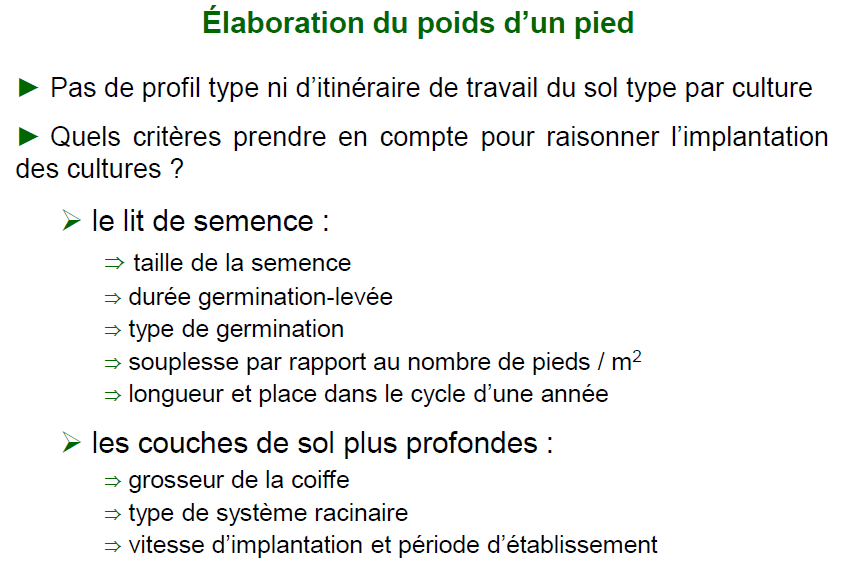 Élaboration du poids d'un pied
► Pas de profil type ni d'itinéraire de travail du sol type par culture
► Quels critères prendre en compte pour raisonner l'implantation
des cultures ?
➢ le lit de semence :
⇒ taille de la semence
⇒ durée germination-levée
⇒ type de germination
⇒ souplesse par rapport au nombre de pieds / m²
⇒ longueur et place dans le cycle d'une année
➢ les couches de sol plus profondes :
⇒ grosseur de la coiffe
⇒ type de système racinaire
⇒ vitesse d'implantation et période d'établissement